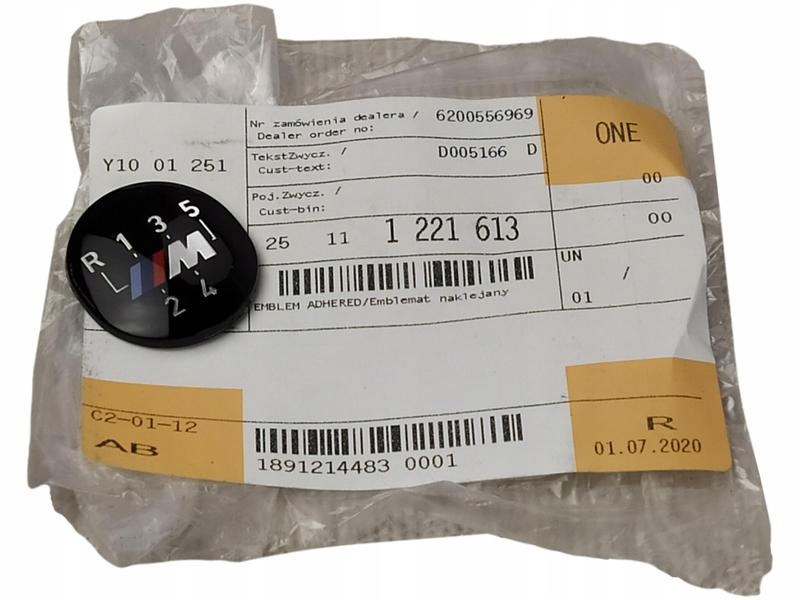 Nr zamówienia dealera / 6200556969
Dealer order no:
ONE
Y10 01 251
TekstZwycz. / D005166 D
Cust-text:
00
Poj.Zwycz. /
Cust-bin:
00
25 11 1 221 613
UN
/
01
EMBLEM ADHERED/Emblemat naklejany
R 1 3 5
M
2 4
C2-01-12
AB
1891214483 0001
R
01.07.2020